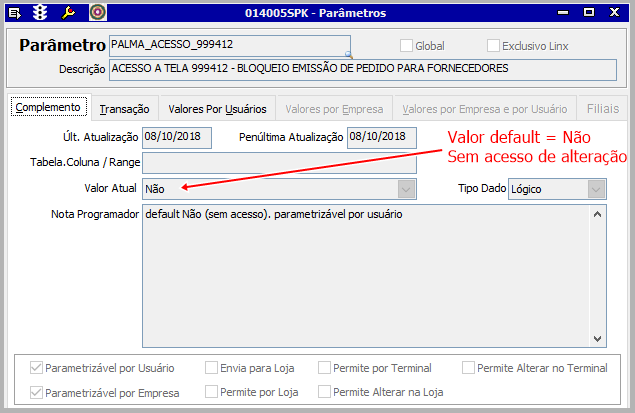 014005SPK - Parâmetros
Parâmetro PALMA_ACESSO_999412 Global Exclusivo Linx
Descrição ACESSO A TELA 999412 - BLOQUEIO EMISSÃO DE PEDIDO PARA FORNECEDORES
Complemento Transação Valores Por Usuários Valores por Empresa Valores por Empresa e por Usuário Filiais
Últ. Atualização 08/10/2018 Penúltima Atualização 08/10/2018
Valor default = Não
Sem acesso de alteração
Tabela.Coluna / Range
Valor Atual Não Tipo Dado Lógico
Nota Programador default Não (sem acesso). parametrizável por usuário
Parametrizável por Usuário Envia para Loja Permite por Terminal Permite Alterar no Terminal
Parametrizável por Empresa Permite por Loja Permite Alterar na Loja